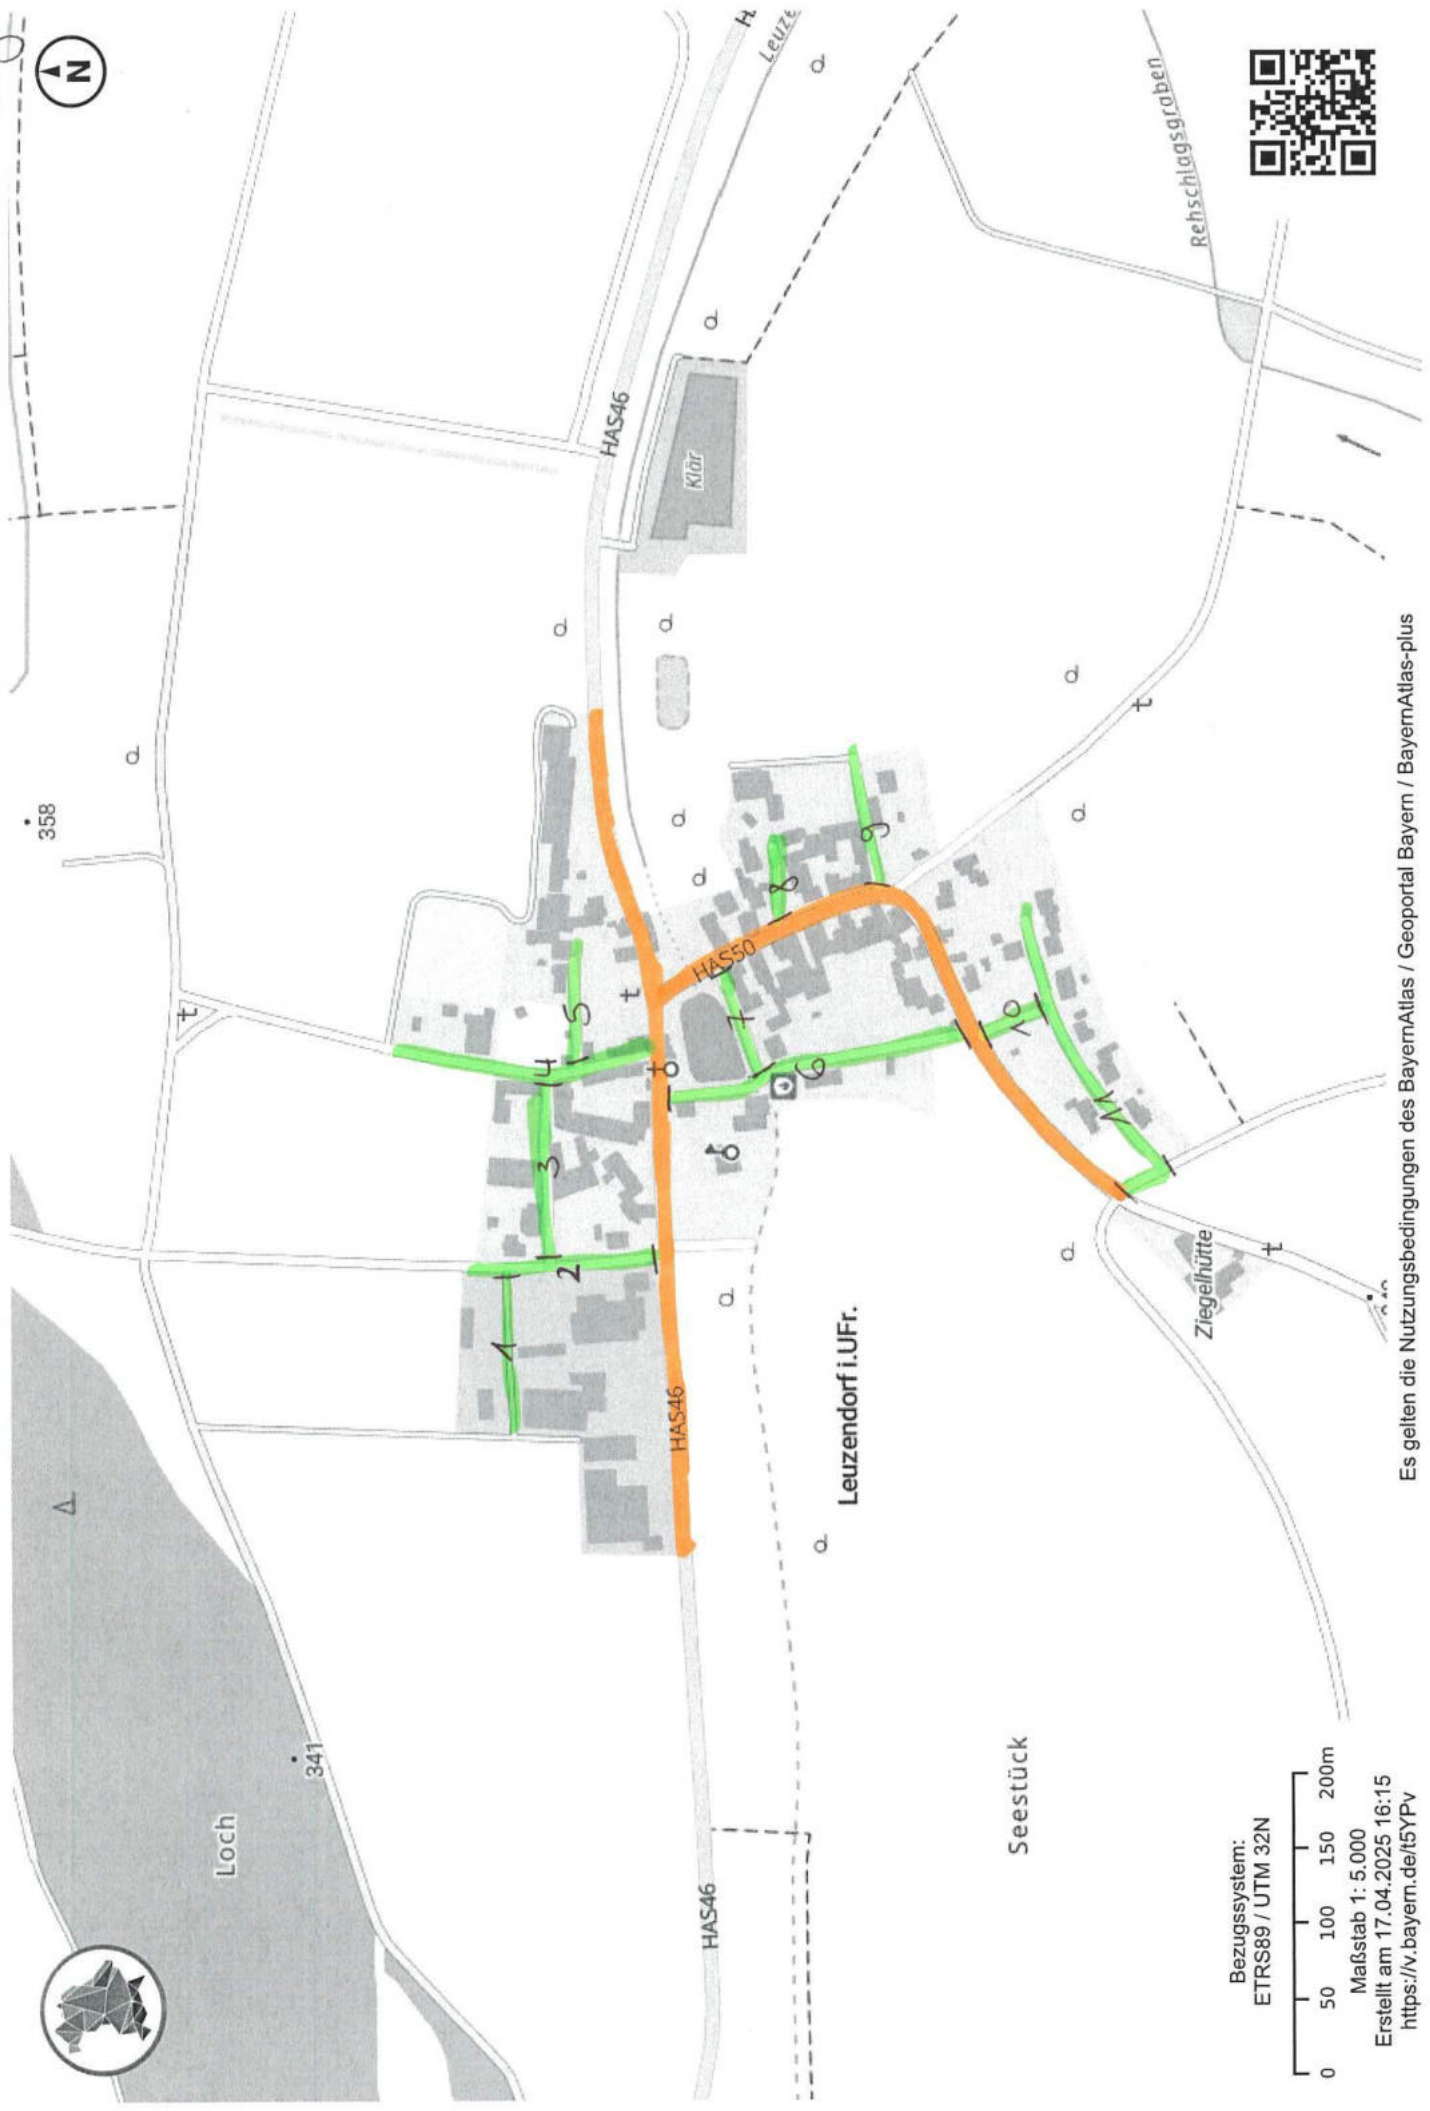 N
358
341
Loch
HAS46
HAS46
HAS46
HAS50
Klär
Rehschlagsgraben
Leuzendorf i.UFr.
Ziegelhütte
Seestück
1
2
3
4
5
6
7
8
9
10
11
Bezugssystem:
ETRS89 / UTM 32N
0 50 100 150 200m
Maßstab 1: 5.000
Erstellt am 17.04.2025 16:15
https://v.bayern.de/t5YPv
Es gelten die Nutzungsbedingungen des BayernAtlas / Geoportal Bayern / BayernAtlas-plus